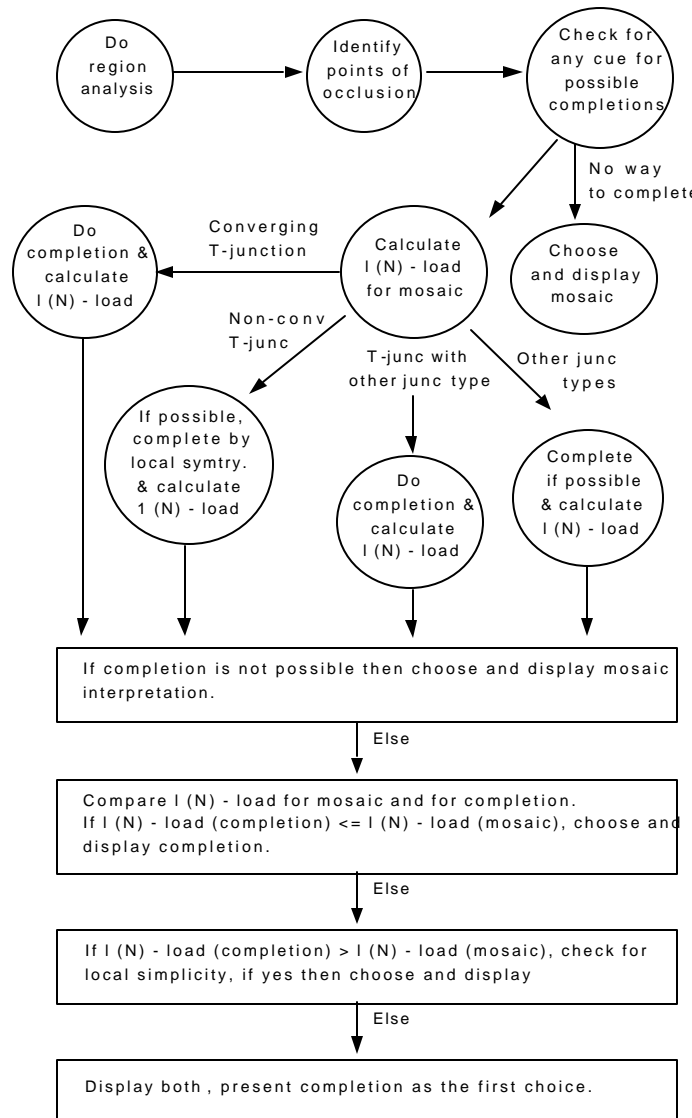 Do
region
analysis
Identify
points of
occlusion
Check for
any cue for
possible
completions
No way
to complete
Do
completion &
calculate
l (N) - load
Converging
T-junction
Calculate
l (N) - load
for mosaic
Choose
and display
mosaic
Non-conv
T-junc
T-junc with
other junc type
Other junc
types
If possible,
complete by
local symtry.
& calculate
1 (N) - load
Do
completion &
calculate
l (N) - load
Complete
if possible
& calculate
l (N) - load
If completion is not possible then choose and display mosaic
interpretation.
Else
Compare l (N) - load for mosaic and for completion.
If l (N) - load (completion) <= l (N) - load (mosaic), choose and
display completion.
Else
If l (N) - load (completion) > l (N) - load (mosaic), check for
local simplicity, if yes then choose and display
Else
Display both , present completion as the first choice.